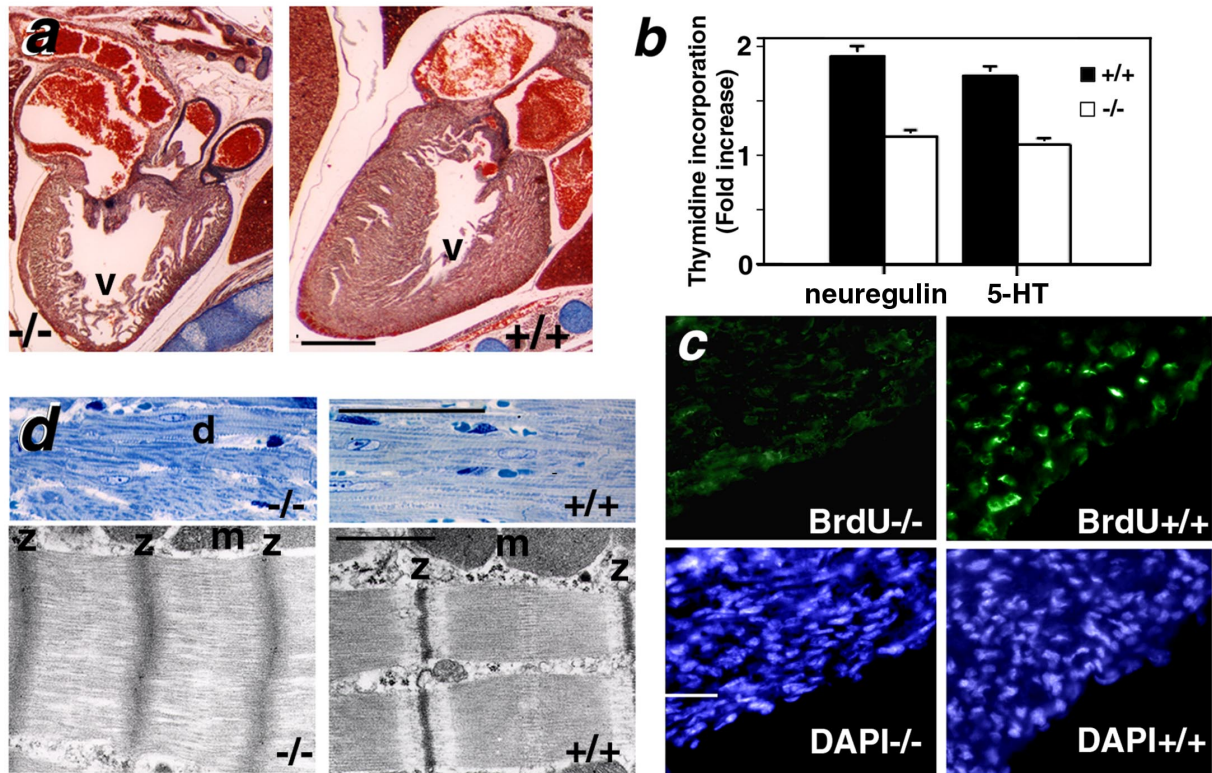 a
v
-/-
v
+/+
b
Thymidine incorporation
(Fold increase)
2
1
0
+/+
-/-
neuregulin
5-HT
c
BrdU-/-
BrdU+/+
DAPI-/-
DAPI+/+
d
d
-/-
+/+
z
z
m
z
-/-
m
z
z
+/+